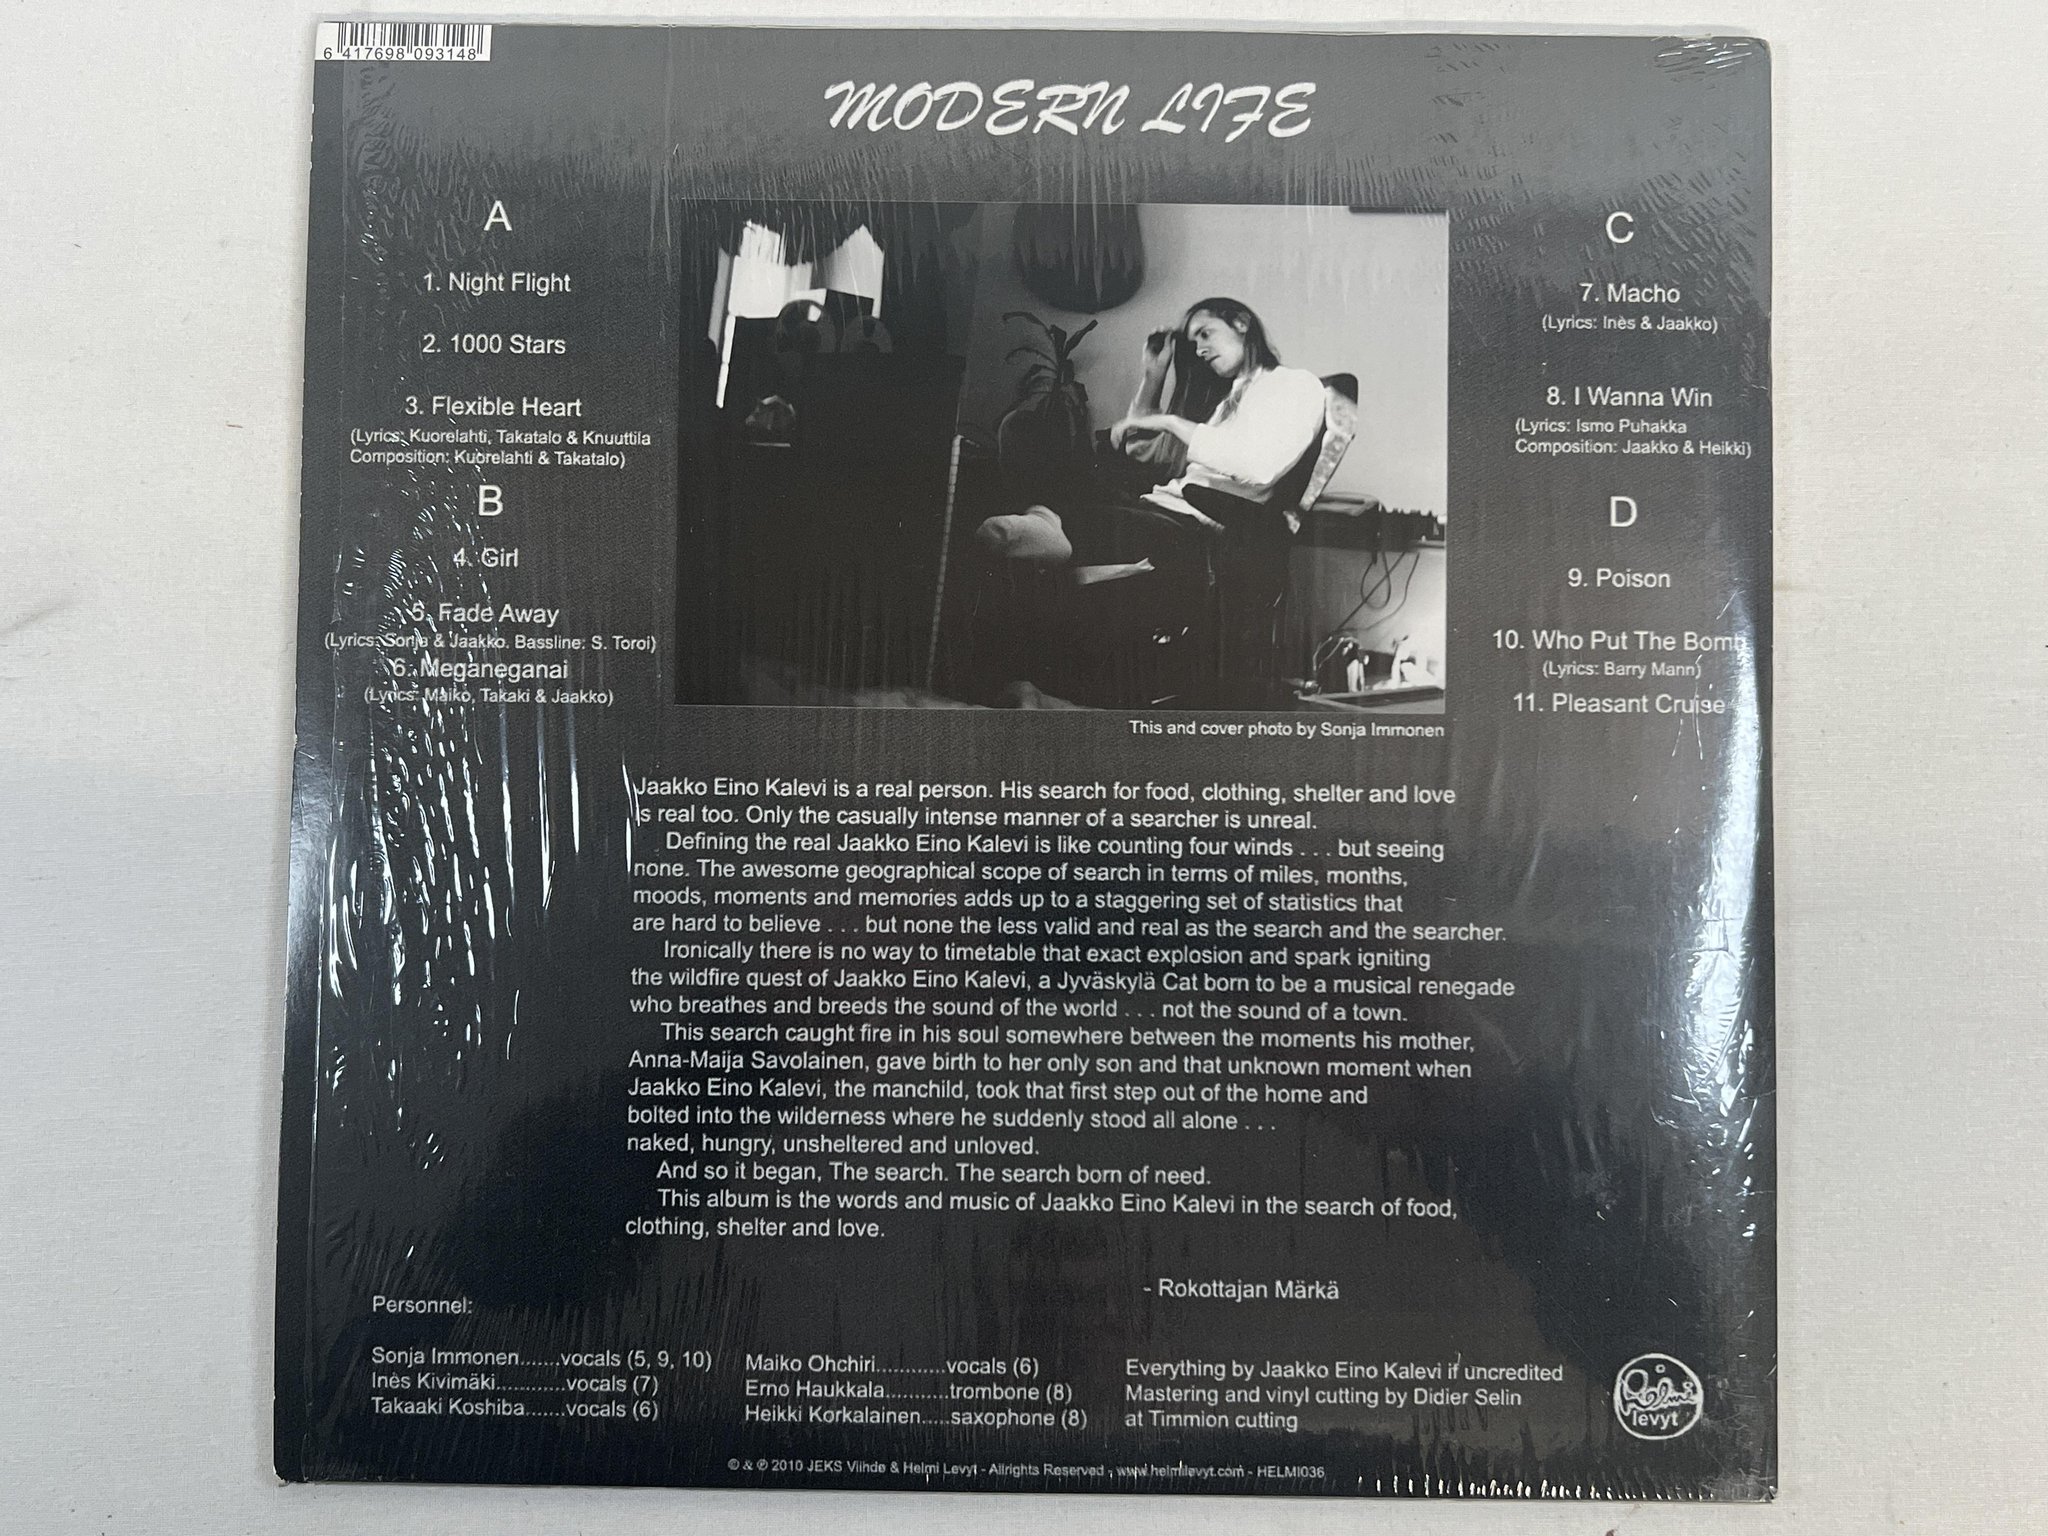 6 417698 093148
MODERN LIFE
A
1. Night Flight
2. 1000 Stars
3. Flexible Heart
(Lyrics: Kuorelahti, Takatalo & Knuuttila
Composition: Kuorelahti & Takatalo)
B
4. Girl
5. Fade Away
(Lyrics: Sonja & Jaakko. Bassline: S. Toroi)
6. Meganeganai
(Lyrics: Maiko, Takaki & Jaakko)
C
7. Macho
(Lyrics: Inès & Jaakko)
8. I Wanna Win
(Lyrics: Ismo Puhakka
Composition: Jaakko & Heikki)
D
9. Poison
10. Who Put The Bomb
(Lyrics: Barry Mann)
11. Pleasant Cruise
This and cover photo by Sonja Immonen
Jaakko Eino Kalevi is a real person. His search for food, clothing, shelter and love
is real too. Only the casually intense manner of a searcher is unreal.
Defining the real Jaakko Eino Kalevi is like counting four winds . . . but seeing
none. The awesome geographical scope of search in terms of miles, months,
moods, moments and memories adds up to a staggering set of statistics that
are hard to believe . . . but none the less valid and real as the search and the searcher.
Ironically there is no way to timetable that exact explosion and spark igniting
the wildfire quest of Jaakko Eino Kalevi, a Jyväskylä Cat born to be a musical renegade
who breathes and breeds the sound of the world . . . not the sound of a town.
This search caught fire in his soul somewhere between the moments his mother,
Anna-Maija Savolainen, gave birth to her only son and that unknown moment when
Jaakko Eino Kalevi, the manchild, took that first step out of the home and
bolted into the wilderness where he suddenly stood all alone . . .
naked, hungry, unsheltered and unloved.
And so it began, The search. The search born of need.
This album is the words and music of Jaakko Eino Kalevi in the search of food,
clothing, shelter and love.
- Rokottajan Märkä
Personnel:
Sonja Immonen.......vocals (5, 9, 10)
Inès Kivimäki............vocals (7)
Takaaki Koshiba.......vocals (6)
Maiko Ohchiri............vocals (6)
Erno Haukkala...........trombone (8)
Heikki Korkalainen.....saxophone (8)
Everything by Jaakko Eino Kalevi if uncredited
Mastering and vinyl cutting by Didier Selin
at Timmion cutting
Helmi
levyt
© & ℗ 2010 JEKS Viihde & Helmi Levyt - Allrights Reserved - www.helmilevyt.com - HELMI036